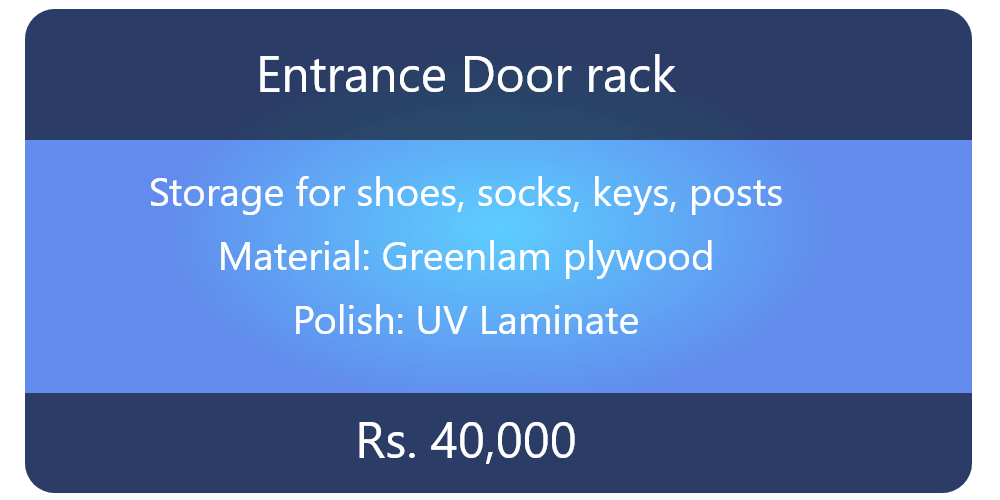 Entrance Door rack
Storage for shoes, socks, keys, posts
Material: Greenlam plywood
Polish: UV Laminate
Rs. 40,000